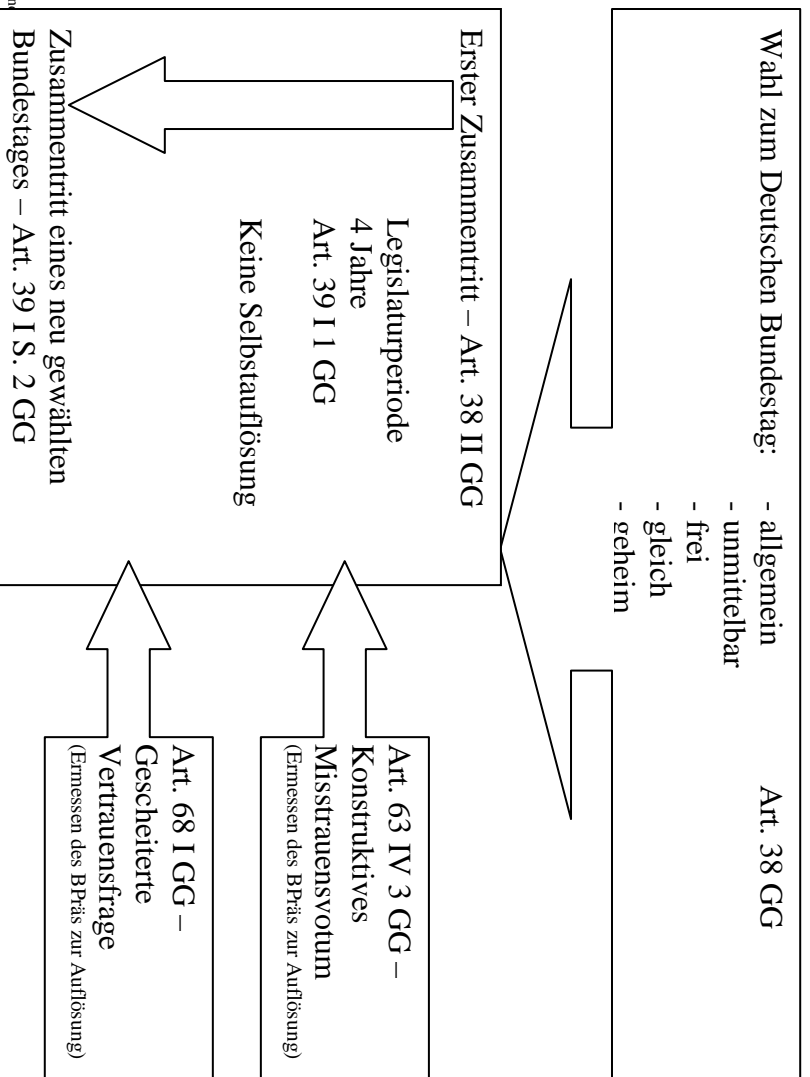 Wahl zum Deutschen Bundestag:
- allgemein
- unmittelbar
- frei
- gleich
- geheim
Art. 38 GG
Erster Zusammentritt – Art. 38 II GG
Legislaturperiode
4 Jahre
Art. 39 I 1 GG
Keine Selbstauflösung
Zusammentritt eines neu gewählten
Bundestages – Art. 39 I S. 2 GG
Art. 63 IV 3 GG –
Konstruktives
Misstrauensvotum
(Ermessen des BPräs zur Auflösung)
Art. 68 I GG –
Gescheiterte
Vertrauensfrage
(Ermessen des BPräs zur Auflösung)